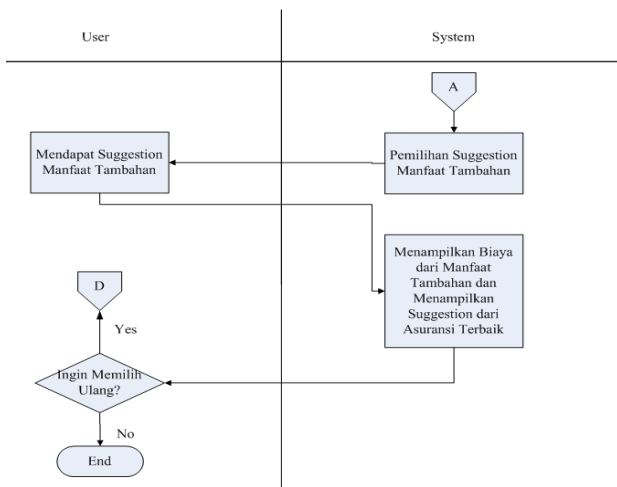 User
System
A
Mendapat Suggestion
Manfaat Tambahan
Pemilihan Suggestion
Manfaat Tambahan
Menampilkan Biaya
dari Manfaat
Tambahan dan
Menampilkan
Suggestion dari
Asuransi Terbaik
D
Yes
Ingin Memilih
Ulang?
No
End